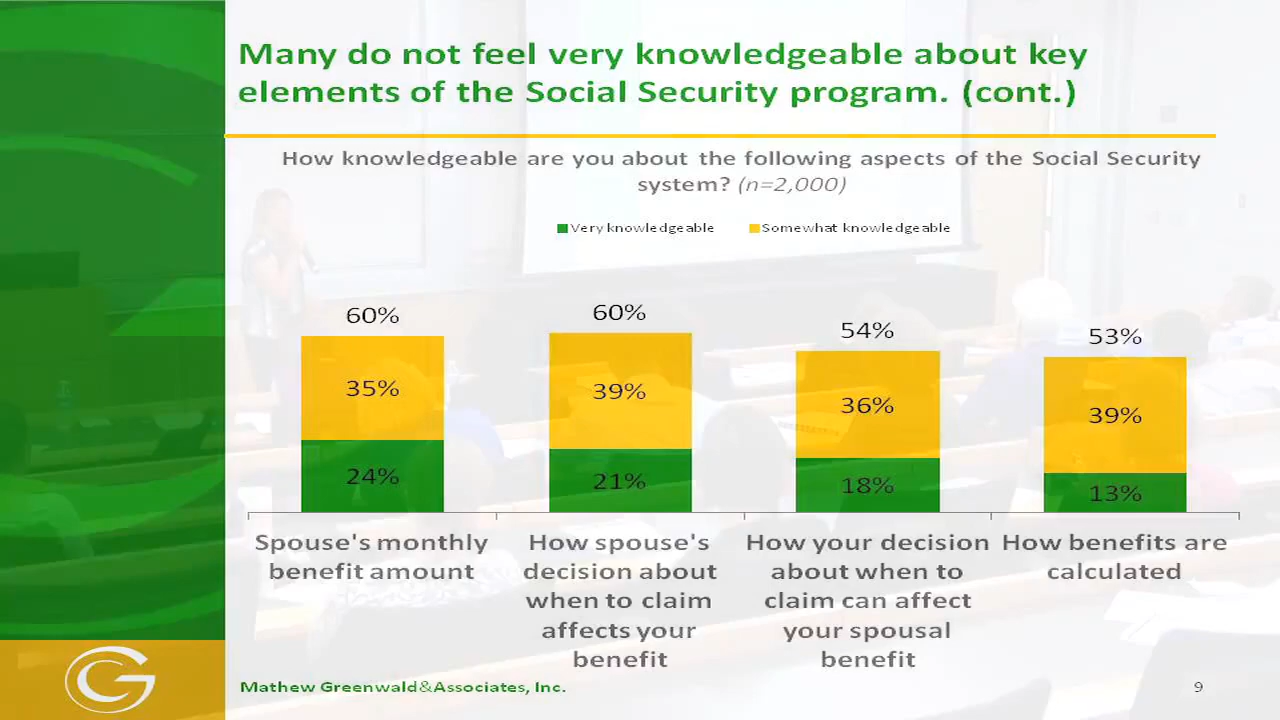 Many do not feel very knowledgeable about key
elements of the Social Security program. (cont.)
How knowledgeable are you about the following aspects of the Social Security
system? (n=2,000)
Very knowledgeable
Somewhat knowledgeable
60%
60%
54%
53%
35%
39%
36%
39%
24%
21%
18%
13%
Spouse's monthly
benefit amount
How spouse's
decision about
when to claim
affects your
benefit
How your decision
about when to
claim can affect
your spousal
benefit
How benefits are
calculated
Mathew Greenwald&Associates, Inc.
9